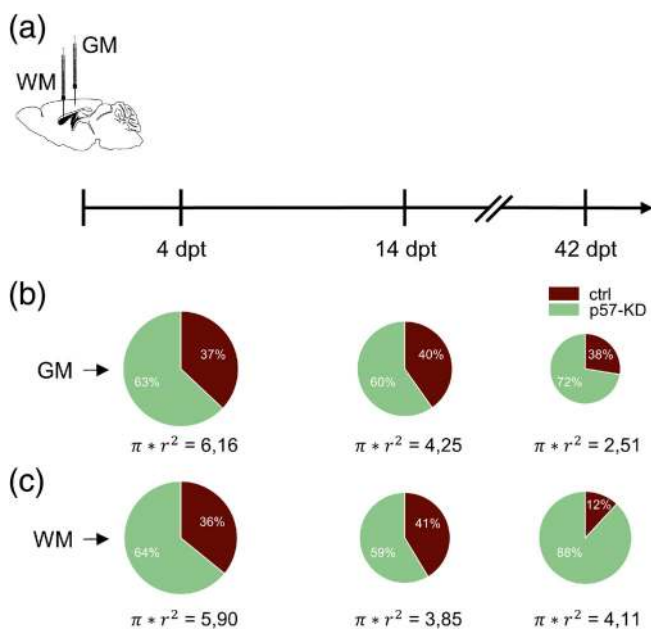 (a)
GM
WM
4 dpt 14 dpt 42 dpt
(b)
ctrl
p57-KD
GM
37% 40% 38%
63% 60% 72%
π * r² = 6,16 π * r² = 4,25 π * r² = 2,51
(c)
WM
36% 41% 12%
64% 59% 88%
π * r² = 5,90 π * r² = 3,85 π * r² = 4,11